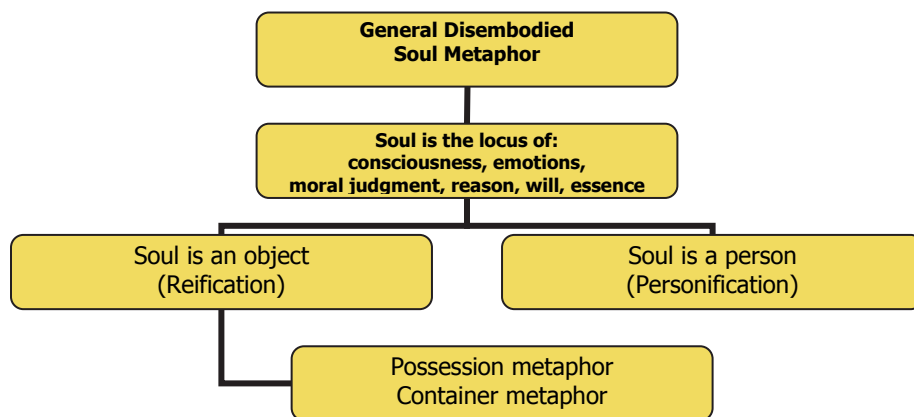 General Disembodied
Soul Metaphor
Soul is the locus of:
consciousness, emotions,
moral judgment, reason, will, essence
Soul is an object
(Reification)
Soul is a person
(Personification)
Possession metaphor
Container metaphor